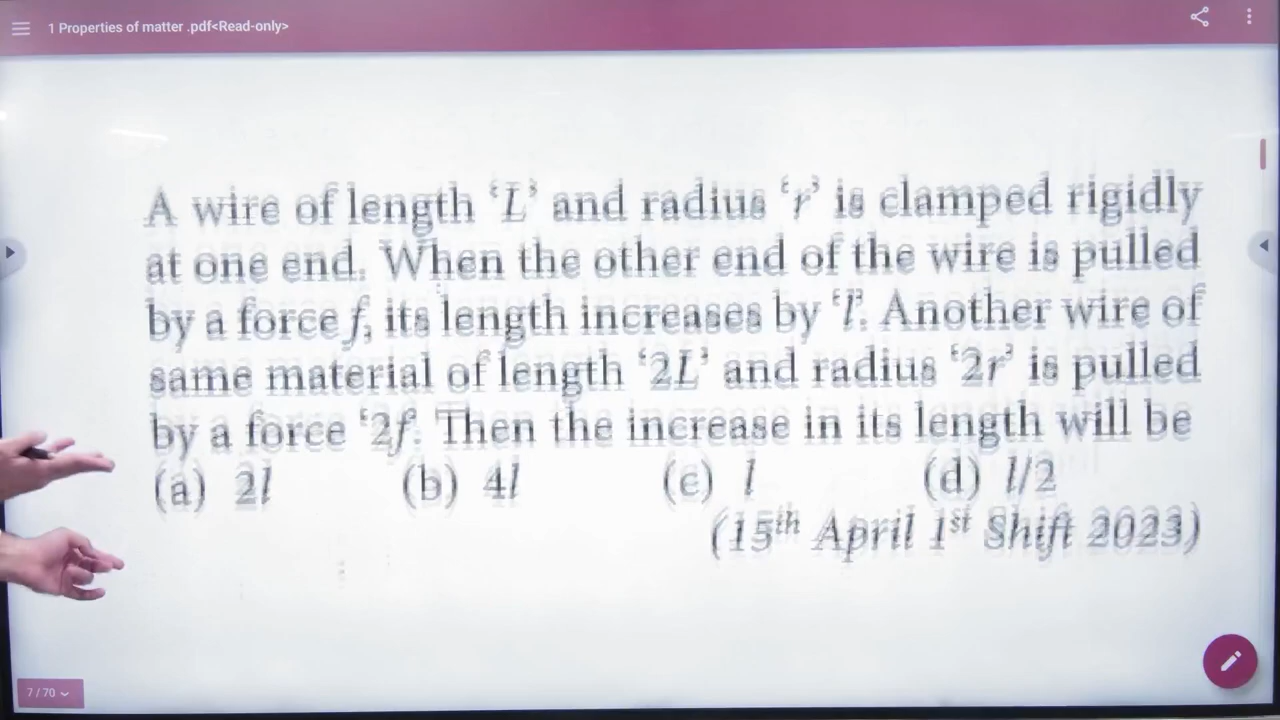 1 Properties of matter .pdf<Read-only>
A wire of length ‘L’ and radius ‘r’ is clamped rigidly
at one end. When the other end of the wire is pulled
by a force f, its length increases by ‘l’. Another wire of
same material of length ‘2L’ and radius ‘2r’ is pulled
by a force ‘2f’. Then the increase in its length will be
(a) 2l (b) 4l (c) l (d) l/2
(15th April 1st Shift 2023)
7 / 70